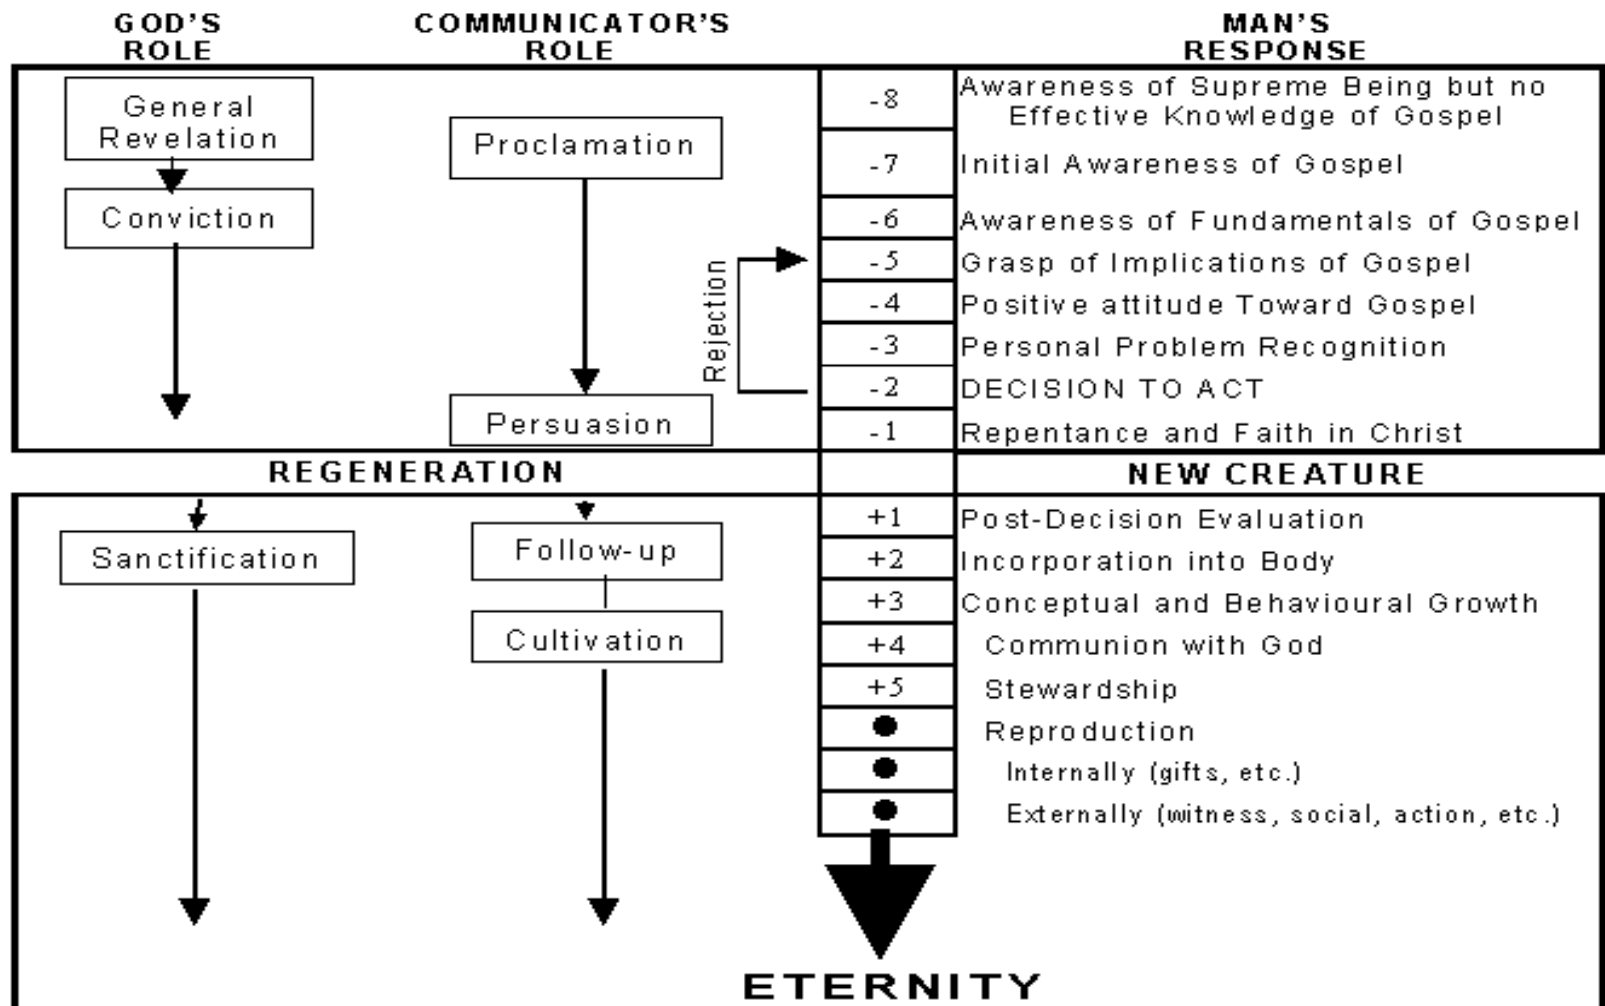 GOD'S
ROLE
COMMUNICATOR'S
ROLE
MAN'S
RESPONSE
General
Revelation
Conviction
Proclamation
Persuasion
Rejection
-8 Awareness of Supreme Being but no
Effective Knowledge of Gospel
-7 Initial Awareness of Gospel
-6 Awareness of Fundamentals of Gospel
-5 Grasp of Implications of Gospel
-4 Positive attitude Toward Gospel
-3 Personal Problem Recognition
-2 DECISION TO ACT
-1 Repentance and Faith in Christ
REGENERATION
NEW CREATURE
Sanctification
Follow-up
Cultivation
+1 Post-Decision Evaluation
+2 Incorporation into Body
+3 Conceptual and Behavioural Growth
+4 Communion with God
+5 Stewardship
Reproduction
Internally (gifts, etc.)
Externally (witness, social, action, etc.)
ETERNITY